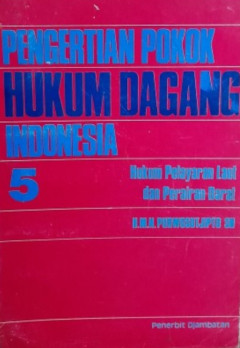 PENGERTIAN POKOK
HUKUM DAGANG
INDONESIA
5
Hukum Pelayaran Laut
dan Perairan Darat
H.M.N. PURWOSUTJIPTO SH
Penerbit Djambatan